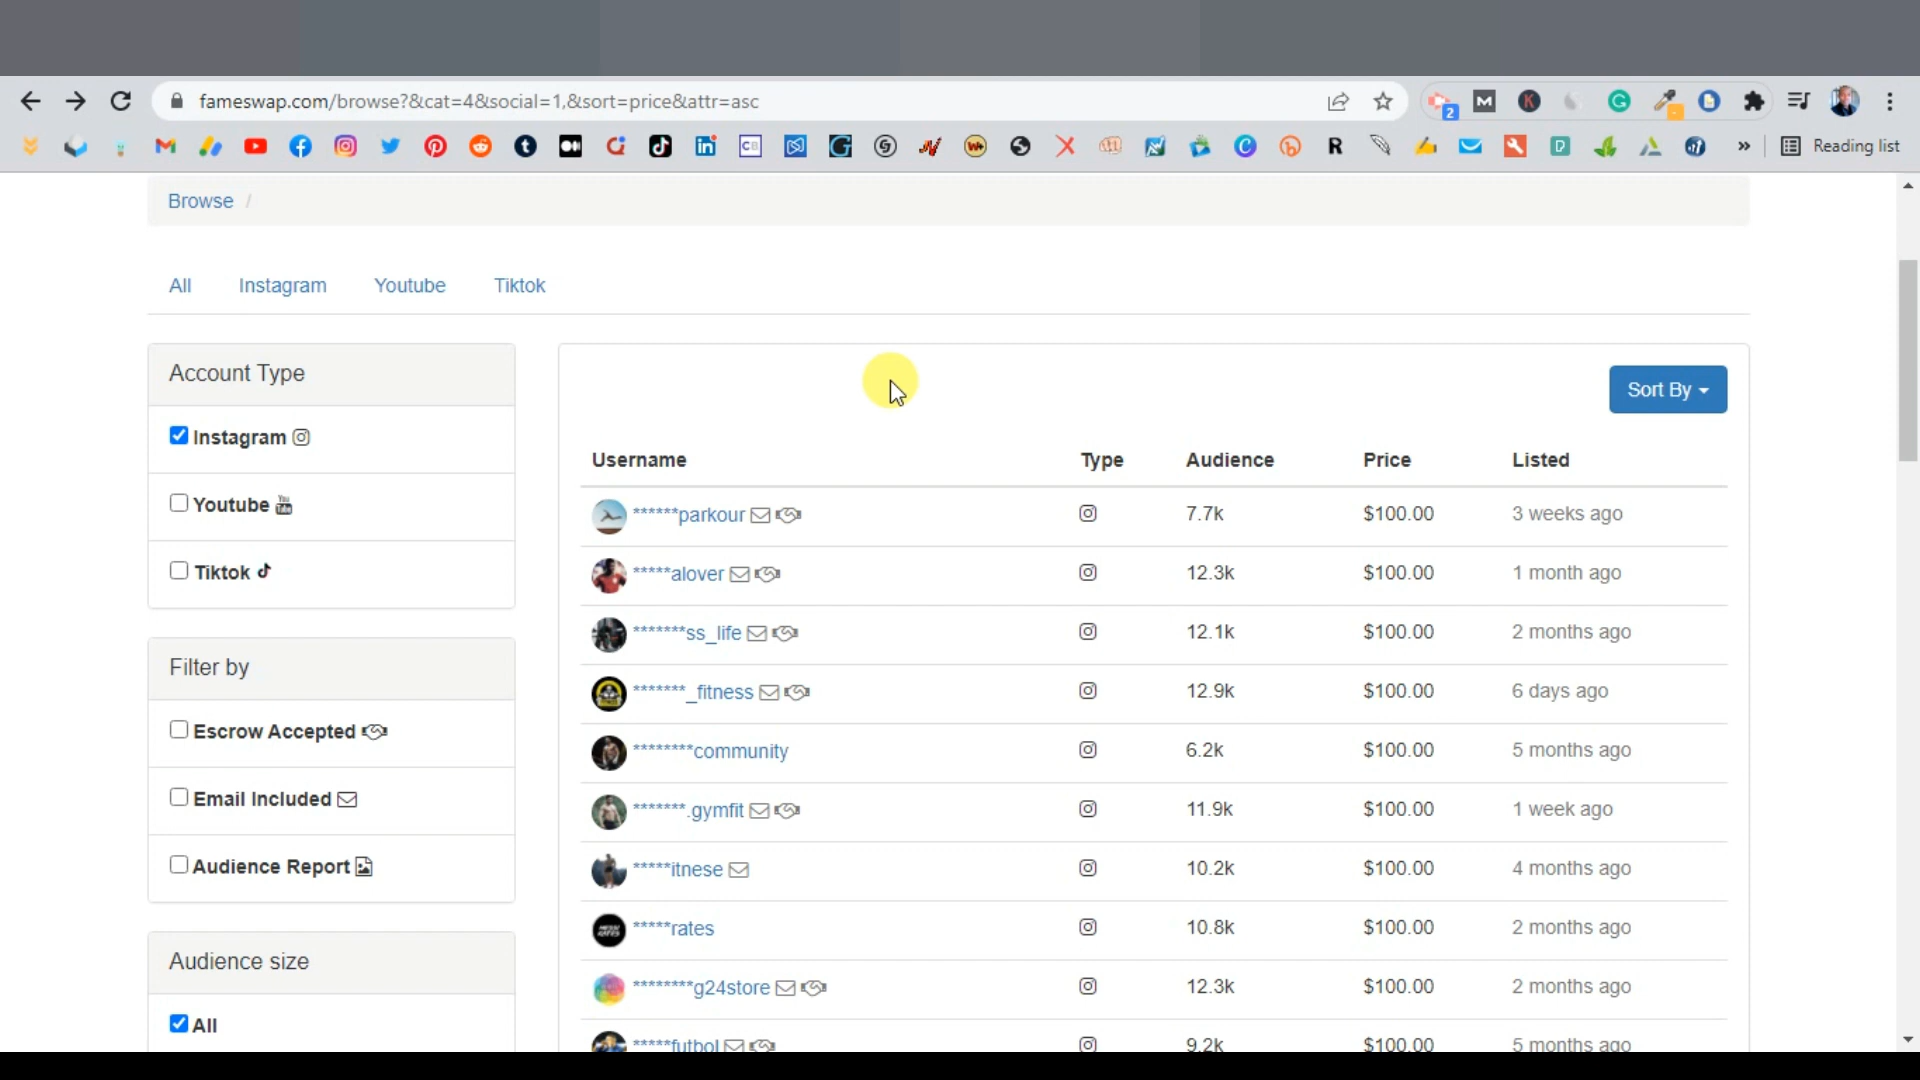 fameswap.com/browse?&cat=4&social=1,&sort=price&attr=asc
Reading list
Browse /
All Instagram Youtube Tiktok
Account Type
Instagram
Youtube
Tiktok
Filter by
Escrow Accepted
Email Included
Audience Report
Audience size
All
Sort By
Username Type Audience Price Listed
******parkour 7.7k $100.00 3 weeks ago
*****alover 12.3k $100.00 1 month ago
*******ss_life 12.1k $100.00 2 months ago
*******_fitness 12.9k $100.00 6 days ago
********community 6.2k $100.00 5 months ago
*******.gymfit 11.9k $100.00 1 week ago
*****itnese 10.2k $100.00 4 months ago
*****rates 10.8k $100.00 2 months ago
********g24store 12.3k $100.00 2 months ago
*****futbol 9.2k $100.00 5 months ago